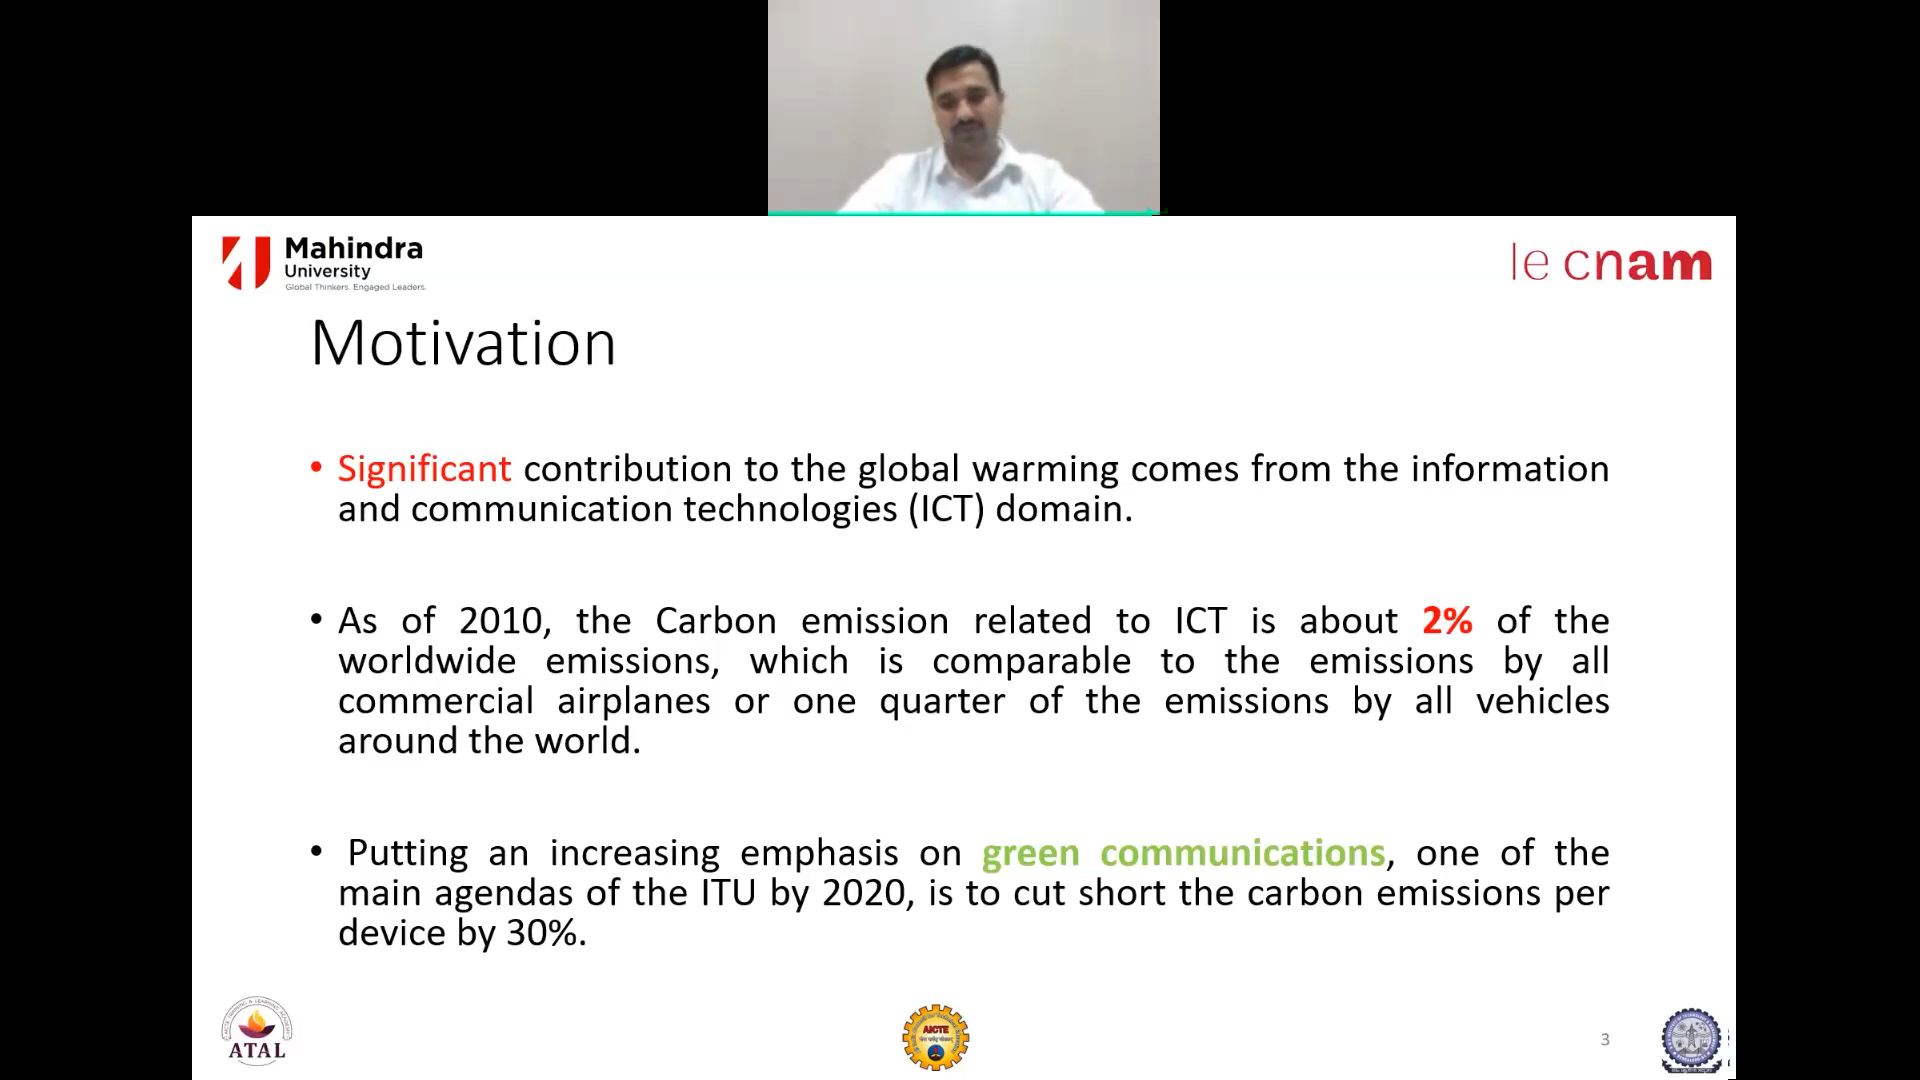 Mahindra
University
Global Thinkers. Engaged Leaders.
le cnam
Motivation
• Significant contribution to the global warming comes from the information
and communication technologies (ICT) domain.
• As of 2010, the Carbon emission related to ICT is about 2% of the
worldwide emissions, which is comparable to the emissions by all
commercial airplanes or one quarter of the emissions by all vehicles
around the world.
• Putting an increasing emphasis on green communications, one of the
main agendas of the ITU by 2020, is to cut short the carbon emissions per
device by 30%.
ATAL
AICTE
3